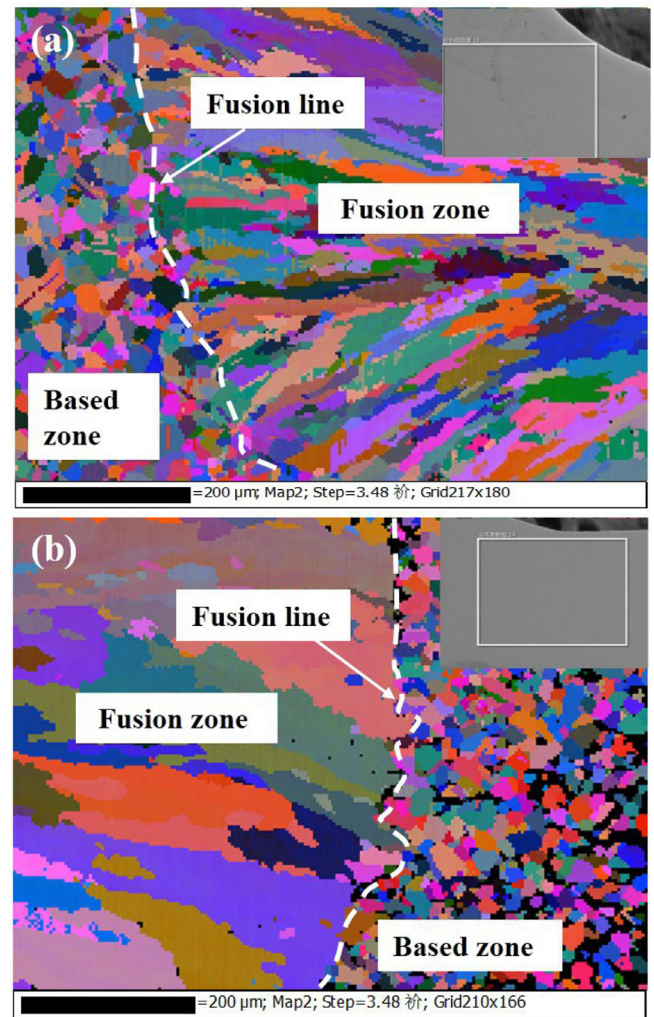 (a)
Fusion line
Fusion zone
Based
zone
=200 µm; Map2; Step=3.48 祄; Grid217x180
(b)
Fusion line
Fusion zone
Based zone
=200 µm; Map2; Step=3.48 祄; Grid210x166